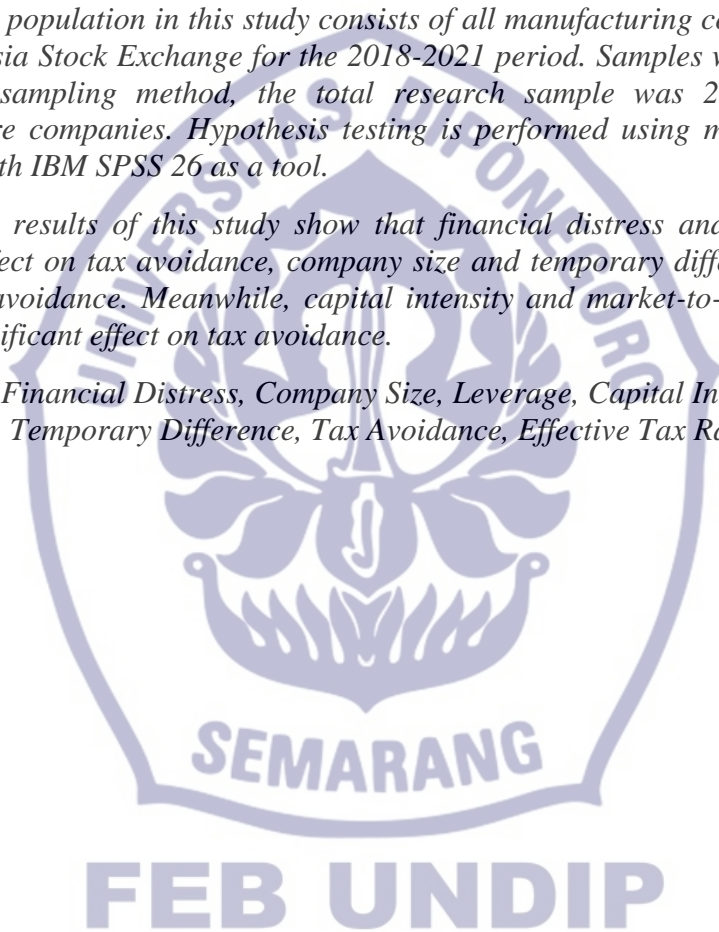 population in this study consists of all manufacturing co
sia Stock Exchange for the 2018-2021 period. Samples w
sampling method, the total research sample was 2
re companies. Hypothesis testing is performed using m
th IBM SPSS 26 as a tool.
results of this study show that financial distress and
fect on tax avoidance, company size and temporary diffe
avoidance. Meanwhile, capital intensity and market-to-
ificant effect on tax avoidance.
Financial Distress, Company Size, Leverage, Capital In
Temporary Difference, Tax Avoidance, Effective Tax Ra
UNIVERSITAS DIPONEGORO
SEMARANG
FEB UNDIP